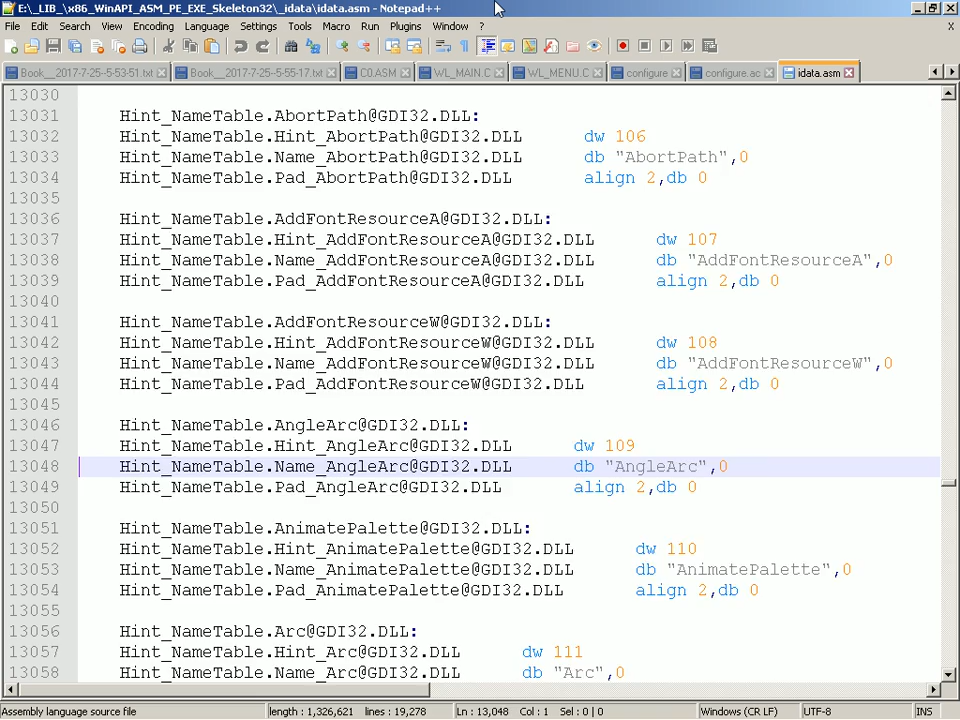 E:\_LIB_\x86_WinAPI_ASM_PE_EXE_Skeleton32\_idata\idata.asm - Notepad++
File Edit Search View Encoding Language Settings Tools Macro Run Plugins Window ? X
Book__2017-7-25-5-53-51.txt Book__2017-7-25-5-55-17.txt C0.ASM WL_MAIN.C WL_MENU.C configure configure.ac idata.asm
13030
13031 Hint_NameTable.AbortPath@GDI32.DLL:
13032 Hint_NameTable.Hint_AbortPath@GDI32.DLL dw 106
13033 Hint_NameTable.Name_AbortPath@GDI32.DLL db "AbortPath",0
13034 Hint_NameTable.Pad_AbortPath@GDI32.DLL align 2,db 0
13035
13036 Hint_NameTable.AddFontResourceA@GDI32.DLL:
13037 Hint_NameTable.Hint_AddFontResourceA@GDI32.DLL dw 107
13038 Hint_NameTable.Name_AddFontResourceA@GDI32.DLL db "AddFontResourceA",0
13039 Hint_NameTable.Pad_AddFontResourceA@GDI32.DLL align 2,db 0
13040
13041 Hint_NameTable.AddFontResourceW@GDI32.DLL:
13042 Hint_NameTable.Hint_AddFontResourceW@GDI32.DLL dw 108
13043 Hint_NameTable.Name_AddFontResourceW@GDI32.DLL db "AddFontResourceW",0
13044 Hint_NameTable.Pad_AddFontResourceW@GDI32.DLL align 2,db 0
13045
13046 Hint_NameTable.AngleArc@GDI32.DLL:
13047 Hint_NameTable.Hint_AngleArc@GDI32.DLL dw 109
13048 Hint_NameTable.Name_AngleArc@GDI32.DLL db "AngleArc",0
13049 Hint_NameTable.Pad_AngleArc@GDI32.DLL align 2,db 0
13050
13051 Hint_NameTable.AnimatePalette@GDI32.DLL:
13052 Hint_NameTable.Hint_AnimatePalette@GDI32.DLL dw 110
13053 Hint_NameTable.Name_AnimatePalette@GDI32.DLL db "AnimatePalette",0
13054 Hint_NameTable.Pad_AnimatePalette@GDI32.DLL align 2,db 0
13055
13056 Hint_NameTable.Arc@GDI32.DLL:
13057 Hint_NameTable.Hint_Arc@GDI32.DLL dw 111
13058 Hint_NameTable.Name_Arc@GDI32.DLL db "Arc",0
Assembly language source file length : 1,326,621 lines : 19,278 Ln : 13,048 Col : 1 Sel : 0 | 0 Windows (CR LF) UTF-8 INS